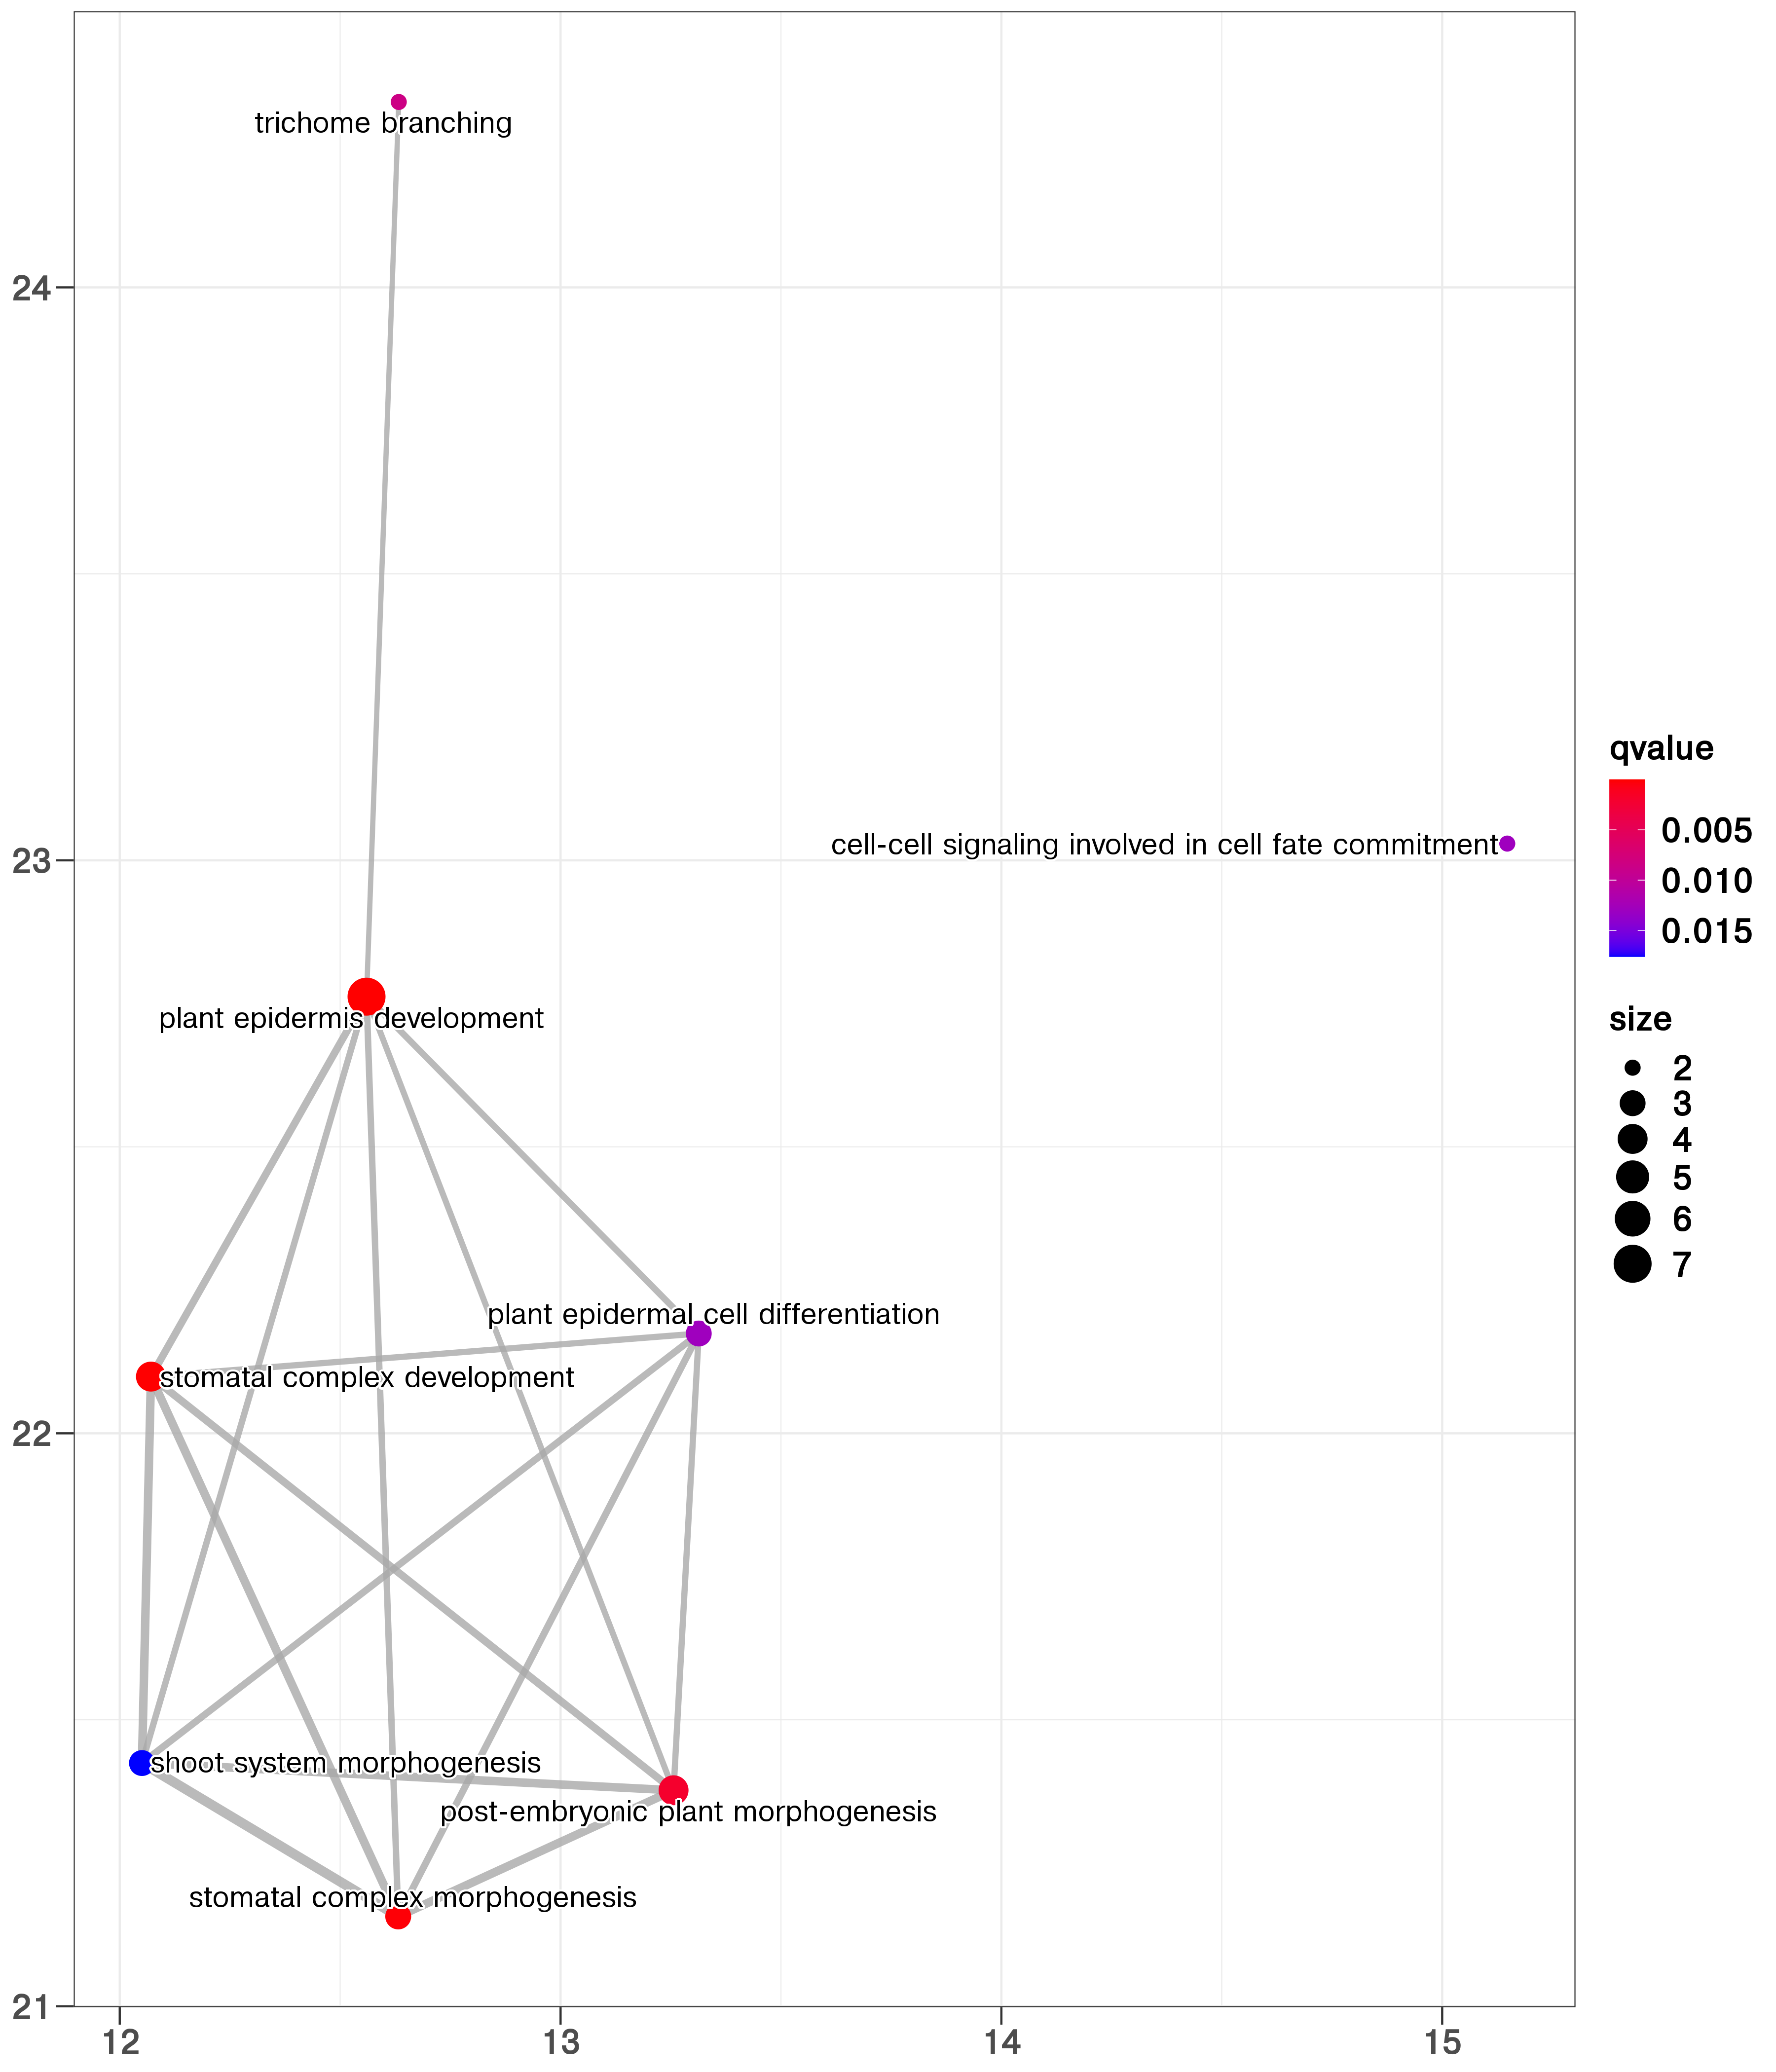 trichome branching
24
cell-cell signaling involved in cell fate commitment
23
plant epidermis development
plant epidermal cell differentiation
stomatal complex development
22
shoot system morphogenesis
post-embryonic plant morphogenesis
stomatal complex morphogenesis
21
12
13
14
15
qvalue
0.005
0.010
0.015
size
2
3
4
5
6
7